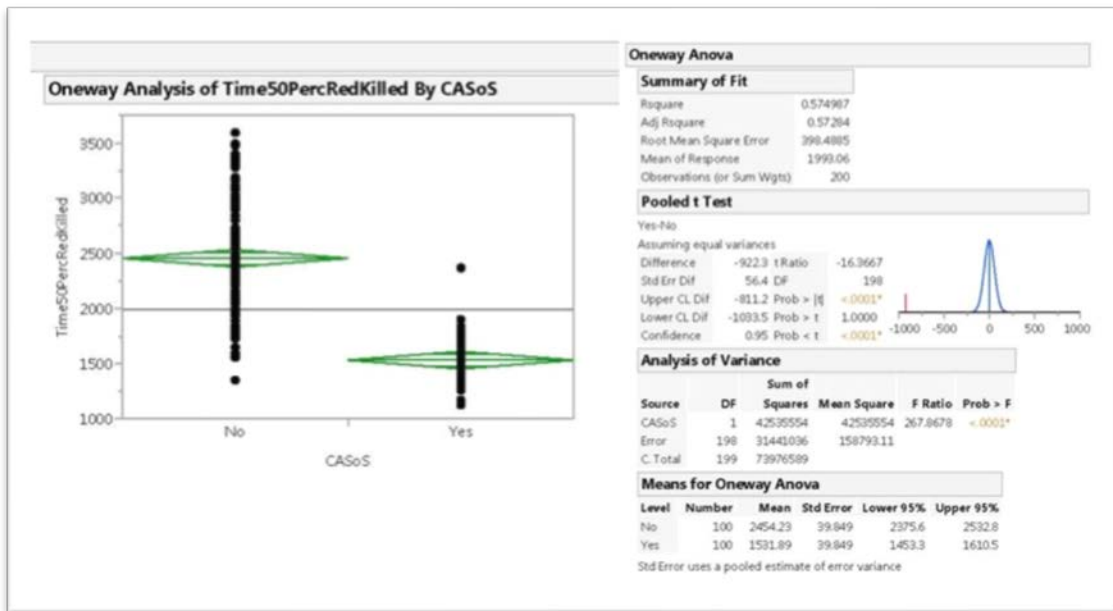 Oneway Analysis of Time50PercRedKilled By CASoS
Time50PercRedKilled
3500
3000
2500
2000
1500
1000
No Yes
CASoS
Oneway Anova
Summary of Fit
Rsquare 0.574987
Adj Rsquare 0.57284
Root Mean Square Error 398.4885
Mean of Response 1993.06
Observations (or Sum Wgts) 200
Pooled t Test
Yes-No
Assuming equal variances
Difference -922.3 t Ratio -16.3667
Std Err Dif 56.4 DF 198
Upper CL Dif -811.2 Prob > |t| <.0001*
Lower CL Dif -1033.5 Prob > t 1.0000
Confidence 0.95 Prob < t <.0001*
-1000 -500 0 500 1000
Analysis of Variance
Sum of
Source DF Squares Mean Square F Ratio Prob > F
CASoS 1 42535554 42535554 267.8678 <.0001*
Error 198 31441036 158793.11
C. Total 199 73976589
Means for Oneway Anova
Level Number Mean Std Error Lower 95% Upper 95%
No 100 2454.23 39.849 2375.6 2532.8
Yes 100 1531.89 39.849 1453.3 1610.5
Std Error uses a pooled estimate of error variance